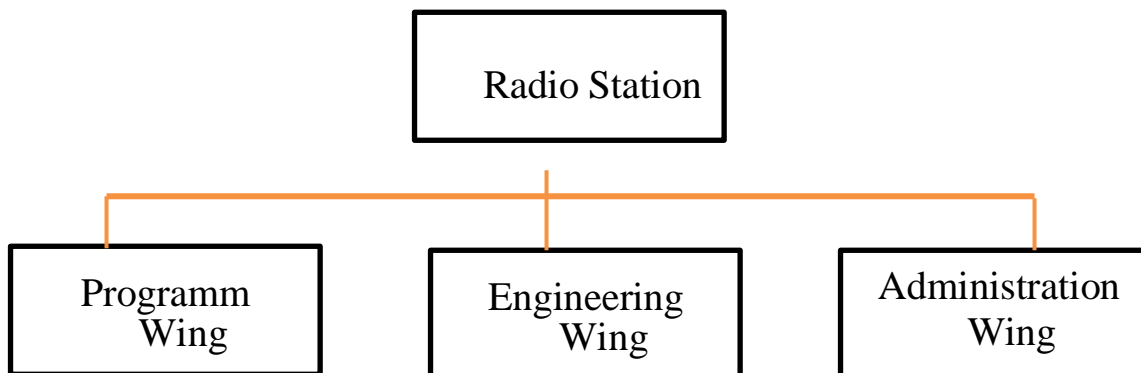 Radio Station
Programm
Wing
Engineering
Wing
Administration
Wing